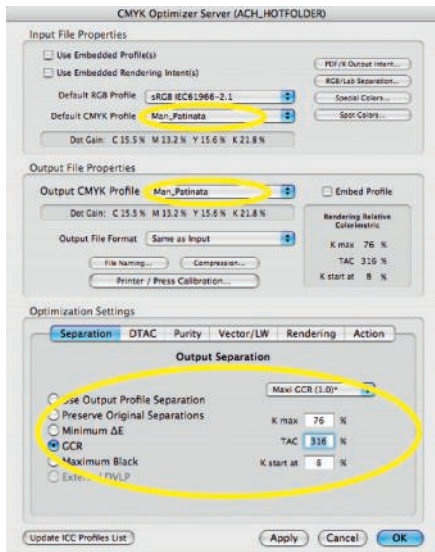 CMYK Optimizer Server (ACH_HOTFOLDER)
Input File Properties
Use Embedded Profile(s)
Use Embedded Rendering Intent(s)
PDF/X Output Intent...
RGB/Lab Separation...
Default RGB Profile sRGB IEC61966-2.1
Special Colors...
Default CMYK Profile Man_Patinata
Spot Colors...
Dot Gain: C 15.5 % M 13.2 % Y 15.6 % K 21.8 %
Output File Properties
Output CMYK Profile Man_Patinata
Embed Profile
Dot Gain: C 15.5 % M 13.2 % Y 15.6 % K 21.8 %
Rendering Relative
Colorimetric
Output File Format Same as Input
K max 76 %
File Naming... Compression...
TAC 316 %
Printer / Press Calibration...
K start at 8 %
Optimization Settings
Separation DTAC Purity Vector/LW Rendering Action
Output Separation
Maxi GCR (1.0)*
Use Output Profile Separation
Preserve Original Separations
K max 76 %
Minimum ΔE
GCR
TAC 316 %
Maximum Black
K start at 8 %
External DVLP
Update ICC Profiles List
Apply Cancel OK